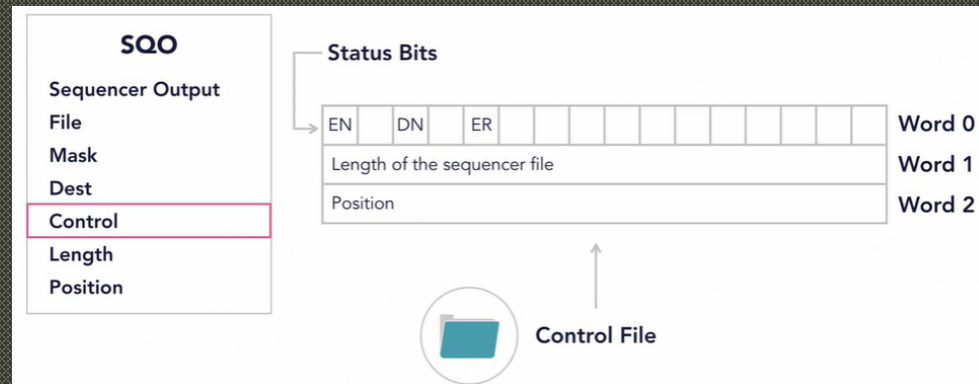 SQO
Sequencer Output
File
Mask
Dest
Control
Length
Position
Status Bits
EN DN ER Word 0
Length of the sequencer file Word 1
Position Word 2
Control File